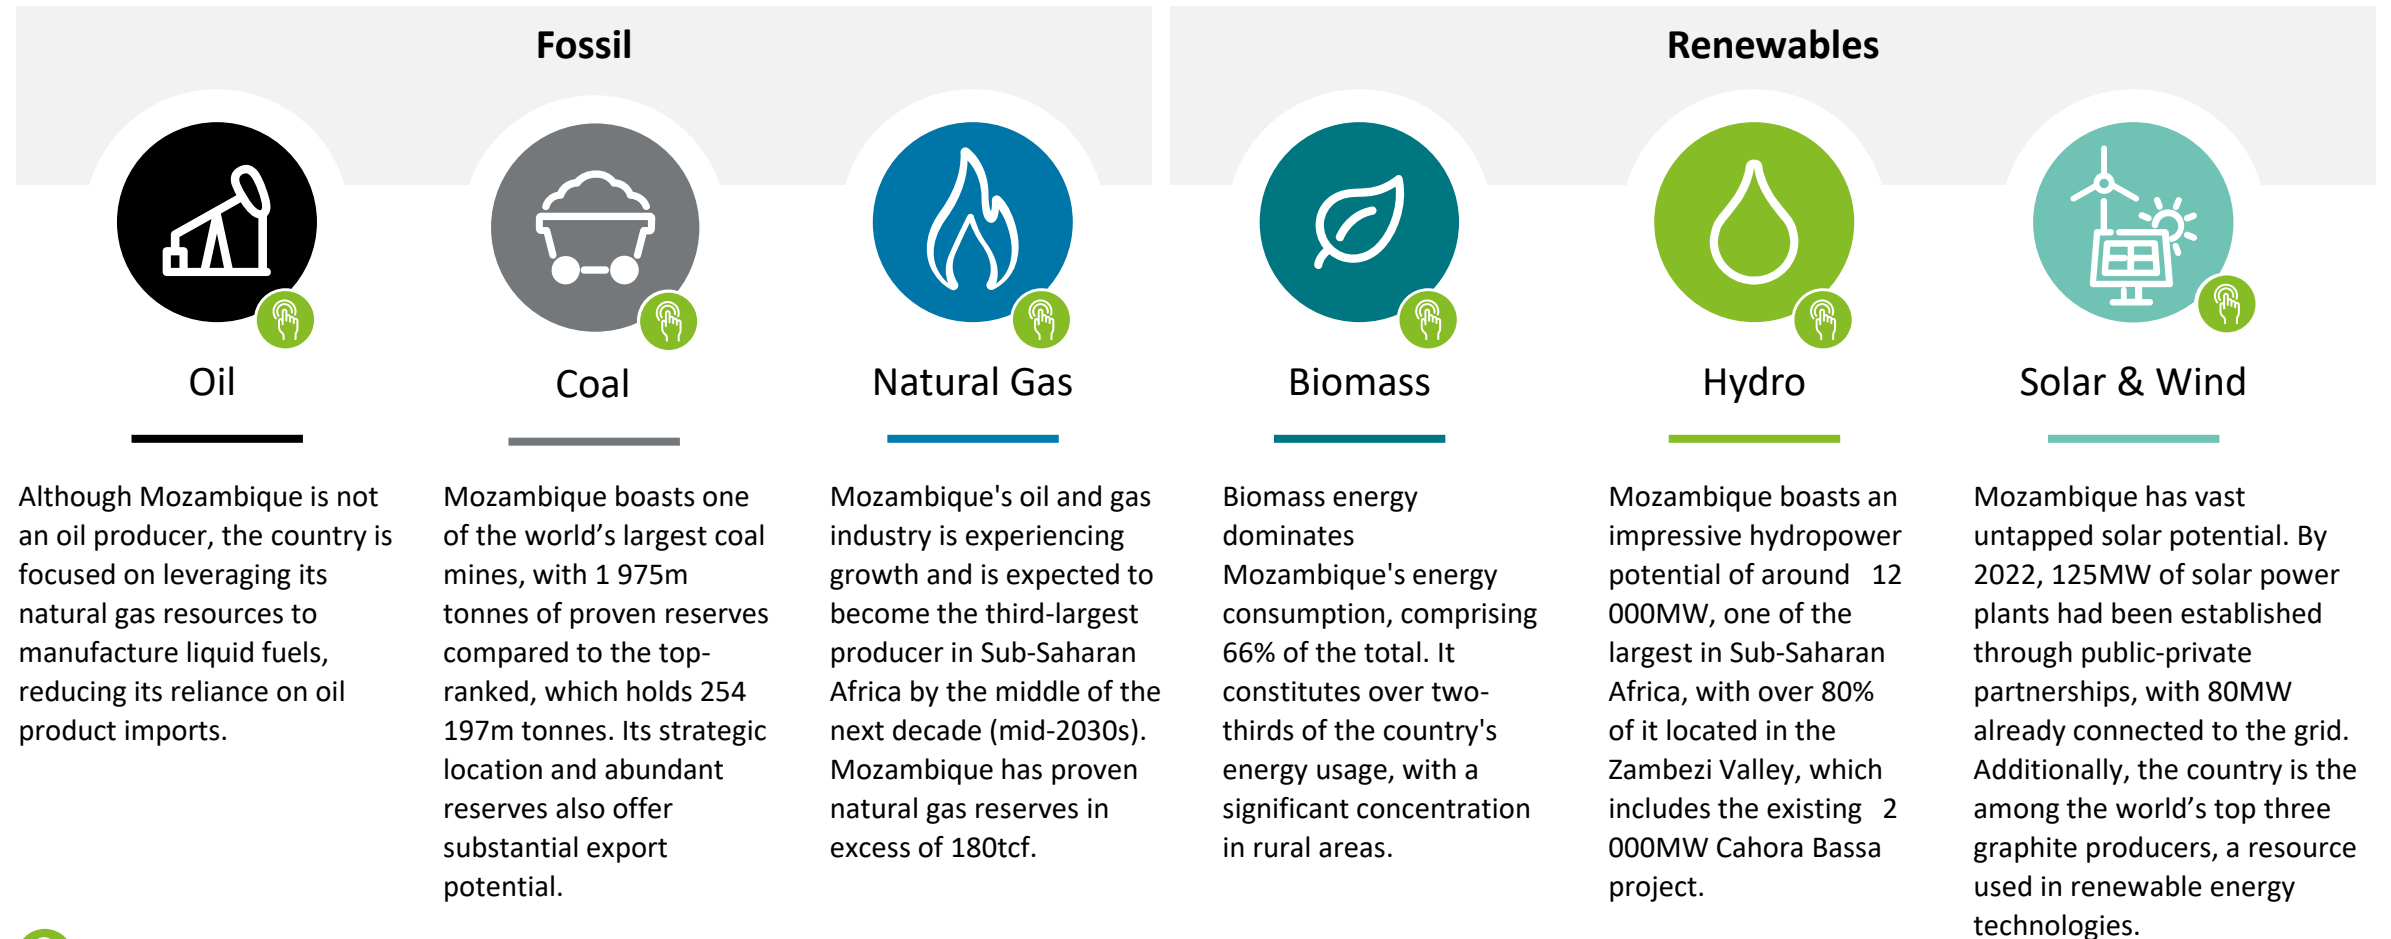 Fossil
Renewables
Oil
Although Mozambique is not
an oil producer, the country is
focused on leveraging its
natural gas resources to
manufacture liquid fuels,
reducing its reliance on oil
product imports.
Coal
Mozambique boasts one
of the world’s largest coal
mines, with 1 975m
tonnes of proven reserves
compared to the top-
ranked, which holds 254
197m tonnes. Its strategic
location and abundant
reserves also offer
substantial export
potential.
Natural Gas
Mozambique's oil and gas
industry is experiencing
growth and is expected to
become the third-largest
producer in Sub-Saharan
Africa by the middle of the
next decade (mid-2030s).
Mozambique has proven
natural gas reserves in
excess of 180tcf.
Biomass
Biomass energy
dominates
Mozambique's energy
consumption, comprising
66% of the total. It
constitutes over two-
thirds of the country's
energy usage, with a
significant concentration
in rural areas.
Hydro
Mozambique boasts an
impressive hydropower
potential of around 12
000MW, one of the
largest in Sub-Saharan
Africa, with over 80%
of it located in the
Zambezi Valley, which
includes the existing 2
000MW Cahora Bassa
project.
Solar & Wind
Mozambique has vast
untapped solar potential. By
2022, 125MW of solar power
plants had been established
through public-private
partnerships, with 80MW
already connected to the grid.
Additionally, the country is the
among the world’s top three
graphite producers, a resource
used in renewable energy
technologies.